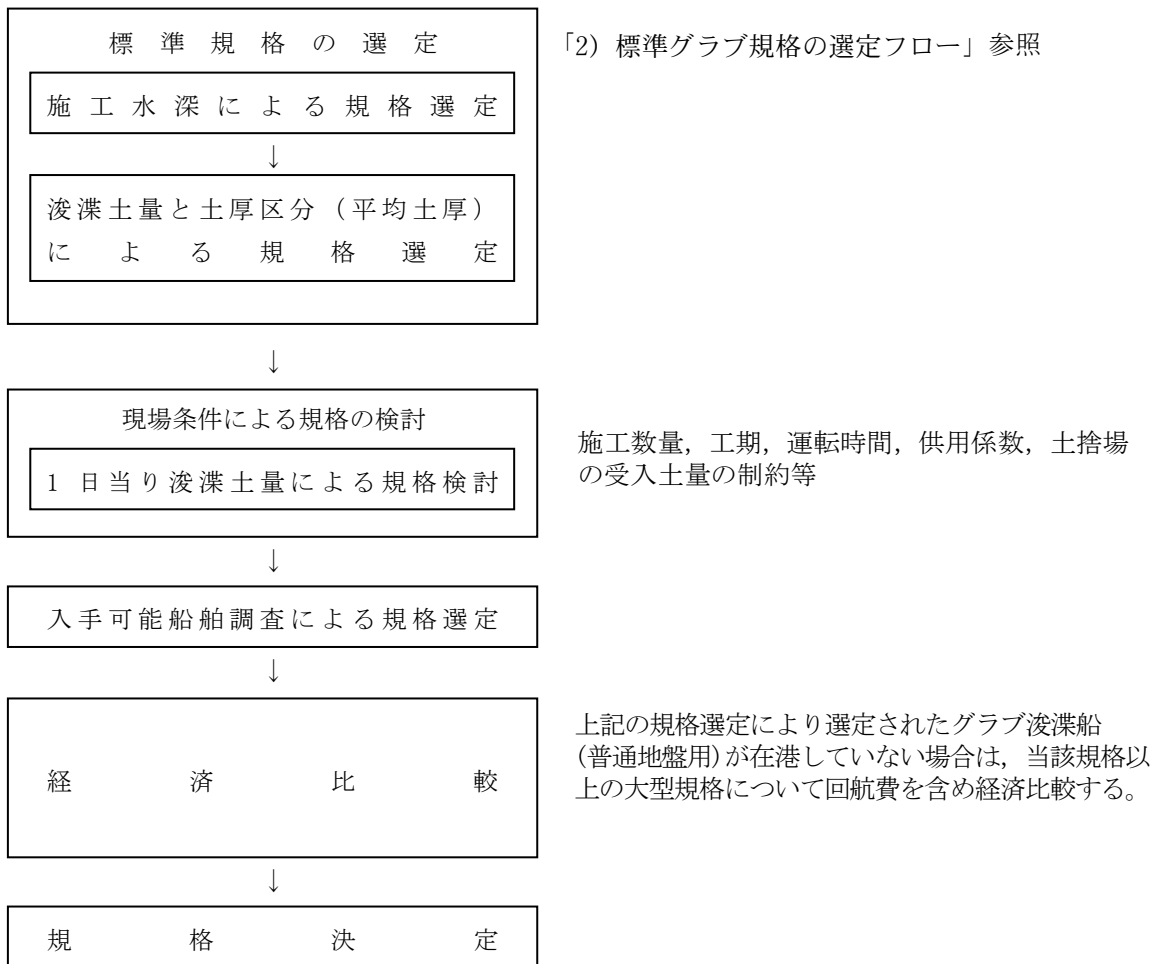 標準規格の選定
「2) 標準グラブ規格の選定フロー」参照
施工水深による規格選定
↓
浚渫土量と土厚区分（平均土厚）
による規格選定
↓
現場条件による規格の検討
1日当り浚渫土量による規格検討
施工数量，工期，運転時間，供用係数，土捨場
の受入土量の制約等
↓
入手可能船舶調査による規格選定
↓
経済比較
上記の規格選定により選定されたグラブ浚渫船
(普通地盤用)が在港していない場合は，当該規格以
上の大型規格について回航費を含め経済比較する。
↓
規格決定